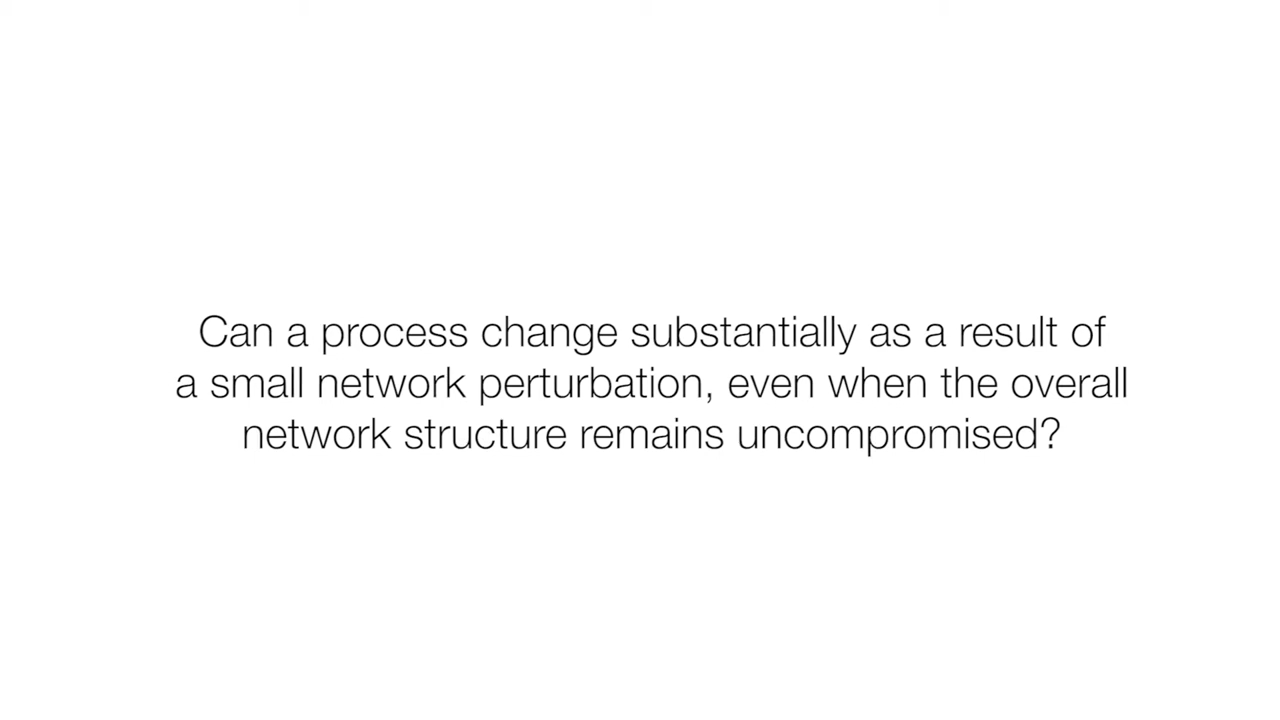 Can a process change substantially as a result of
a small network perturbation, even when the overall
network structure remains uncompromised?